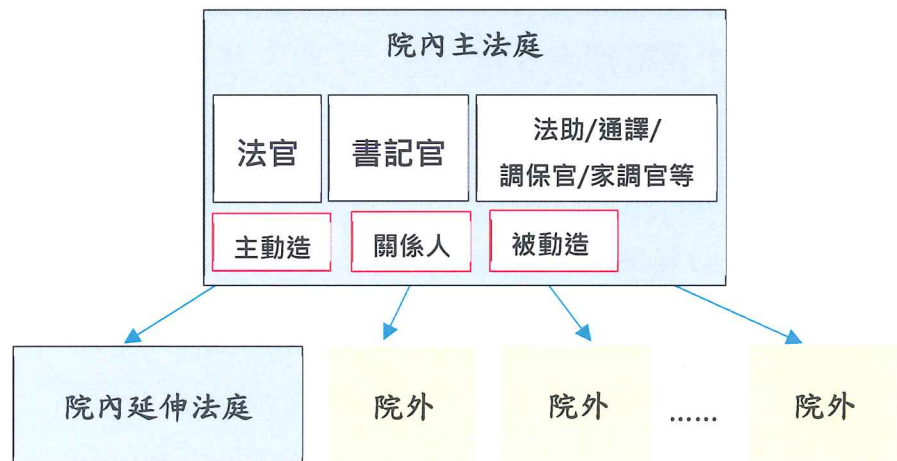 院內主法庭
法官
書記官
法助/通譯/
調保官/家調官等
主動造
關係人
被動造
院內延伸法庭
院外
院外
……
院外